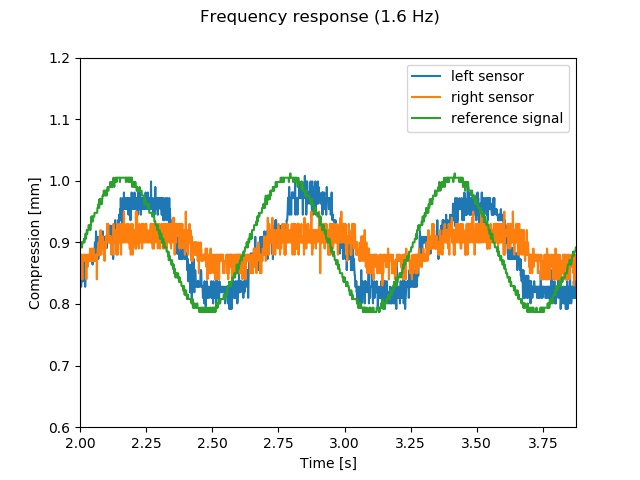 Frequency response (1.6 Hz)
1.2
left sensor
right sensor
reference signal
1.1
1.0
0.9
0.8
0.7
0.6
Compression [mm]
2.00 2.25 2.50 2.75 3.00 3.25 3.50 3.75
Time [s]